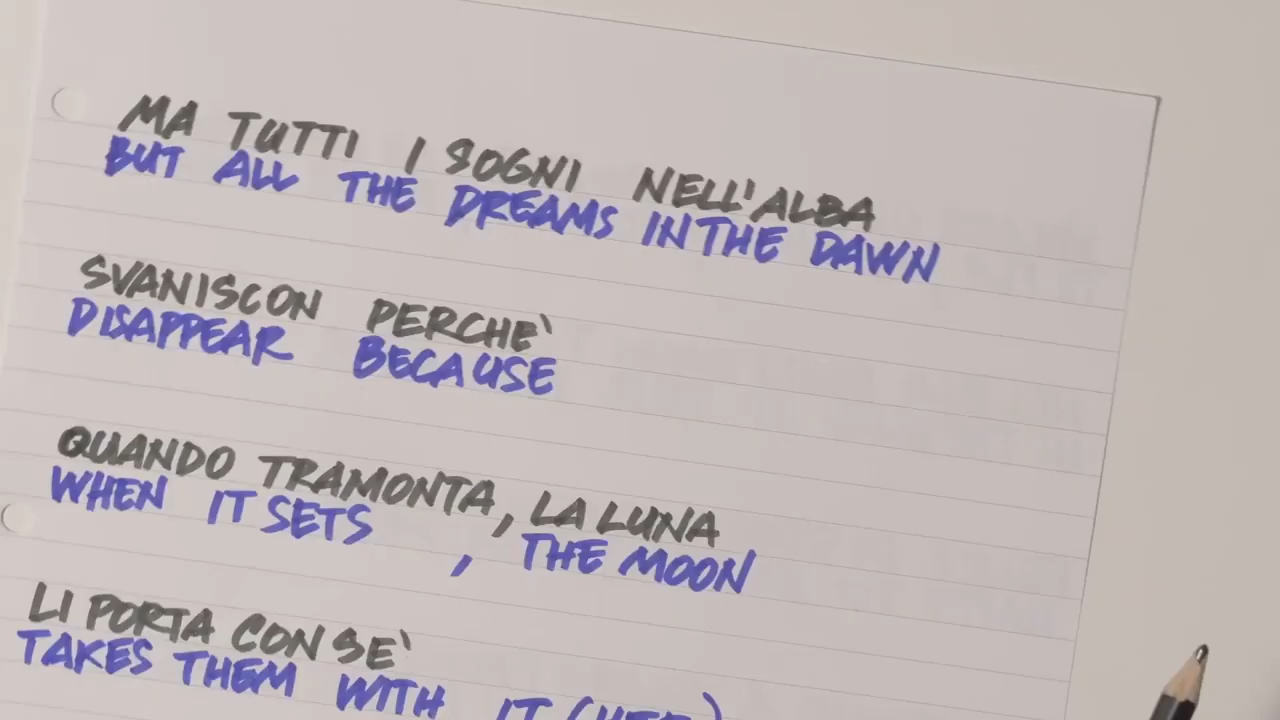 MA TUTTI I SOGNI NELL'ALBA
BUT ALL THE DREAMS IN THE DAWN
SVANISCON PERCHE`
DISAPPEAR BECAUSE
QUANDO TRAMONTA, LA LUNA
WHEN IT SETS , THE MOON
LI PORTA CON SE`
TAKES THEM WITH IT